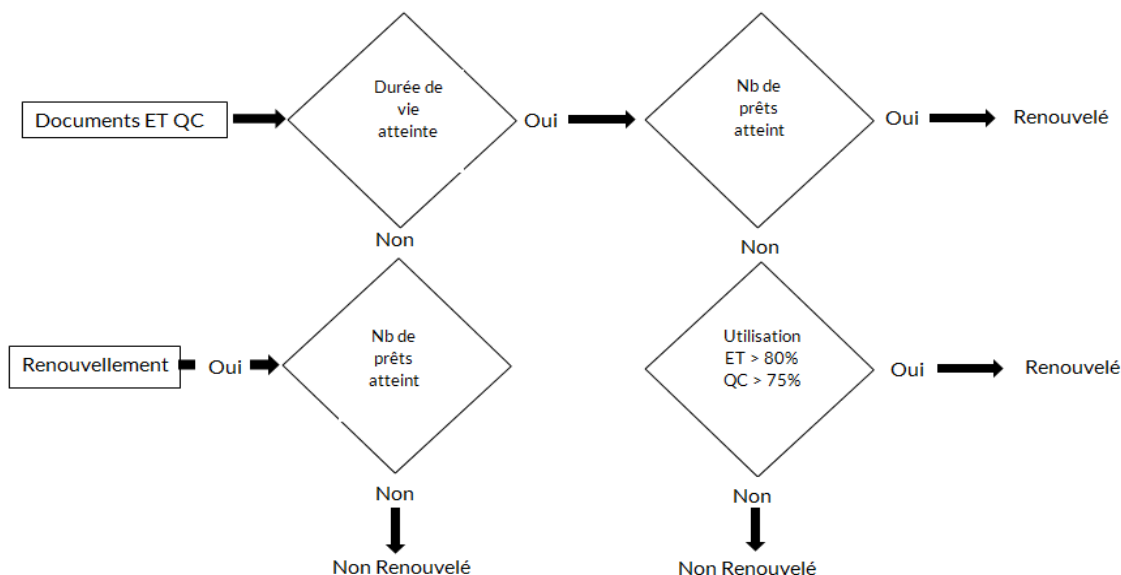 Documents ET QC
Durée de
vie
atteinte
Oui
Nb de
prêts
atteint
Oui
Renouvelé
Non
Non
Renouvellement
Oui
Nb de
prêts
atteint
Utilisation
ET > 80%
QC > 75%
Oui
Renouvelé
Non
Non
Non Renouvelé
Non Renouvelé